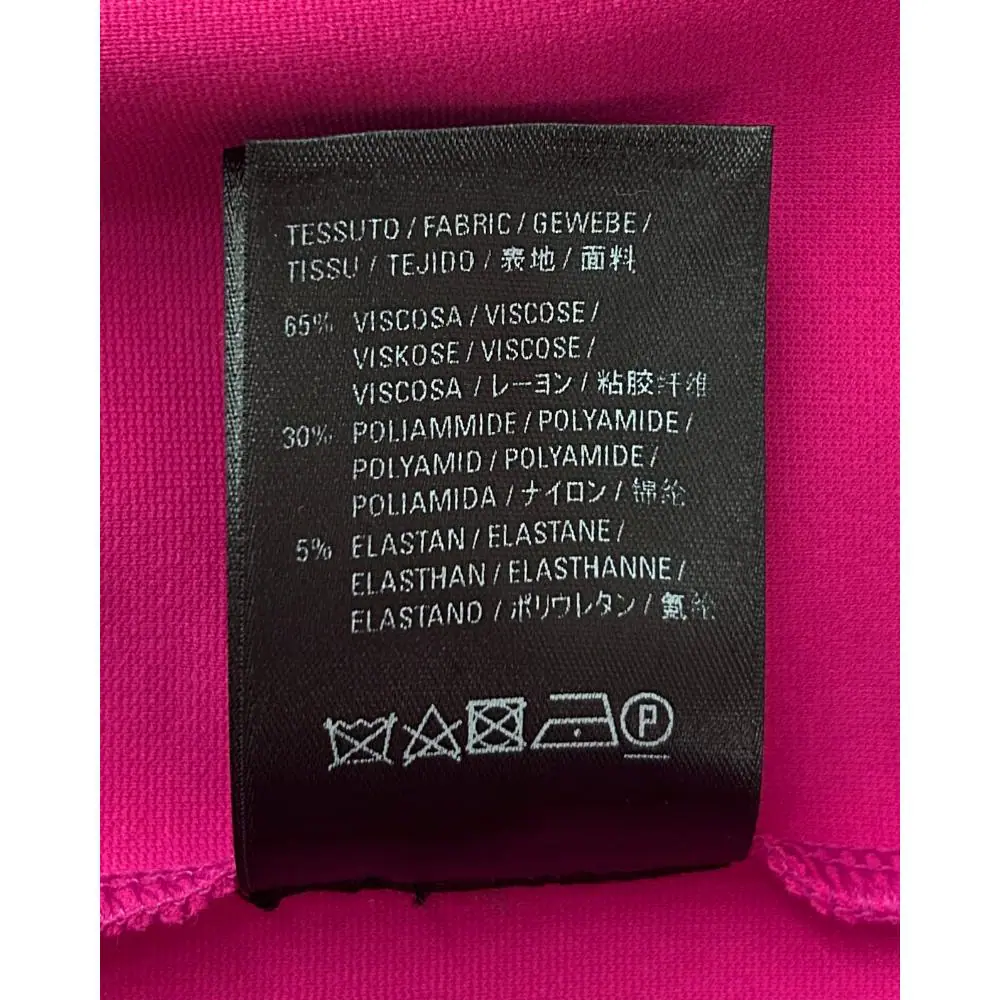 TESSUTO / FABRIC / GEWEBE /
TISSU / TEJIDO / 表地 / 面料
65% VISCOSA / VISCOSE /
VISKOSE / VISCOSE /
VISCOSA / レーヨン / 粘胶纤维
30% POLIAMMIDE / POLYAMIDE /
POLYAMID / POLYAMIDE /
POLIAMIDA / ナイロン / 锦纶
5% ELASTAN / ELASTANE /
ELASTHAN / ELASTHANNE /
ELASTANO / ポリウレタン / 氨纶
P